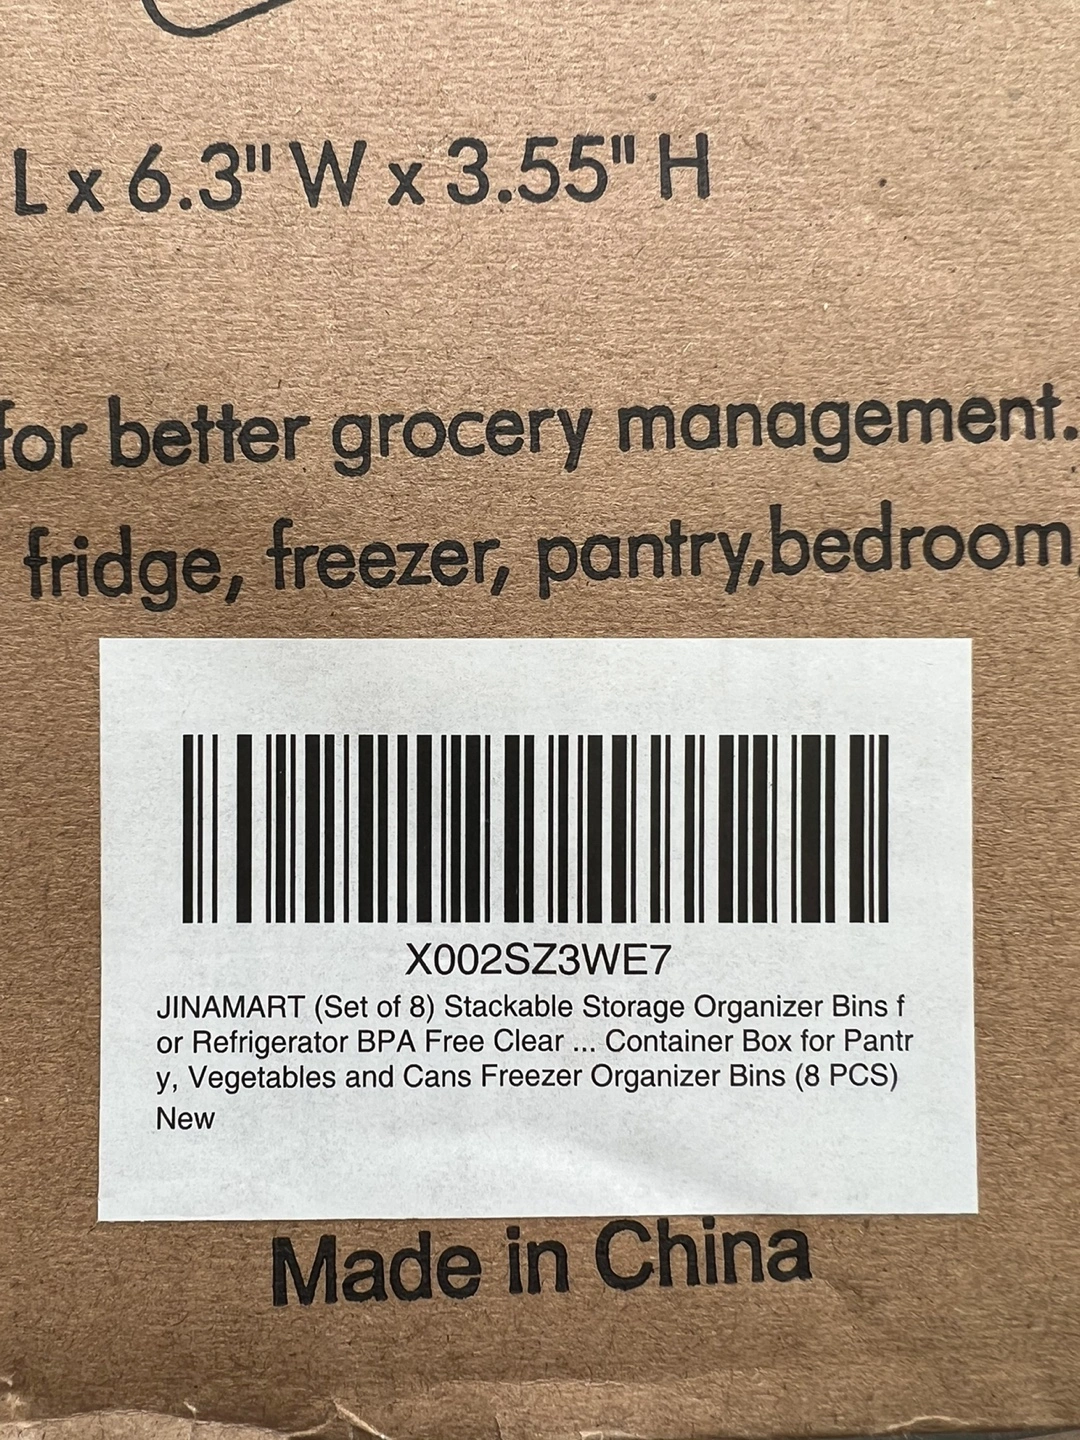 L x 6.3" W x 3.55" H
for better grocery management.
fridge, freezer, pantry,bedroom,
X002SZ3WE7
JINAMART (Set of 8) Stackable Storage Organizer Bins f
or Refrigerator BPA Free Clear ... Container Box for Pantr
y, Vegetables and Cans Freezer Organizer Bins (8 PCS)
New
Made in China